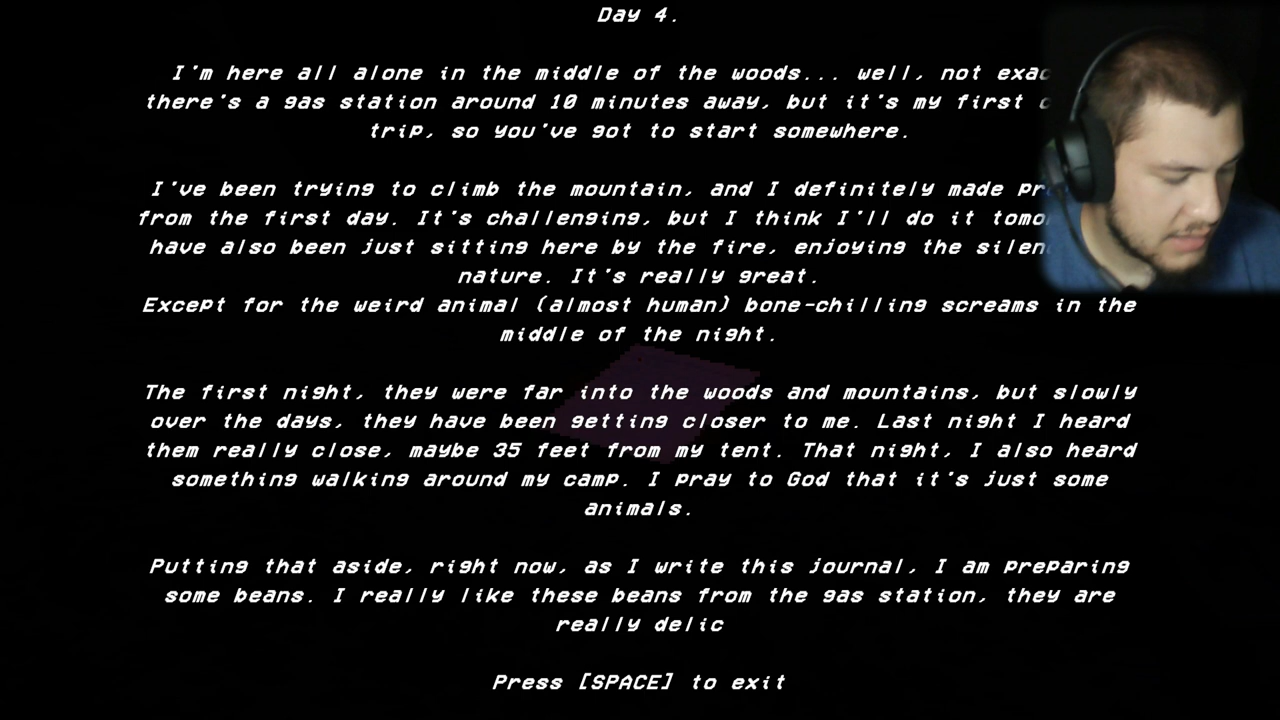 Day 4.
I'm here all alone in the middle of the woods... well, not
there's a gas station around 10 minutes away, but it's my first
trip, so you've got to start somewhere.
I've been trying to climb the mountain, and I definitely made
from the first day. It's challenging, but I think I'll do it
have also been just sitting here by the fire, enjoying the
nature. It's really great.
Except for the weird animal (almost human) bone-chilling screams in the
middle of the night.
The first night, they were far into the woods and mountains, but slowly
over the days, they have been getting closer to me. Last night I heard
them really close, maybe 35 feet from my tent. That night, I also heard
something walking around my camp. I pray to God that it's just some
animals.
Putting that aside, right now, as I write this journal, I am preparing
some beans. I really like these beans from the gas station, they are
really delic
Press [SPACE] to exit